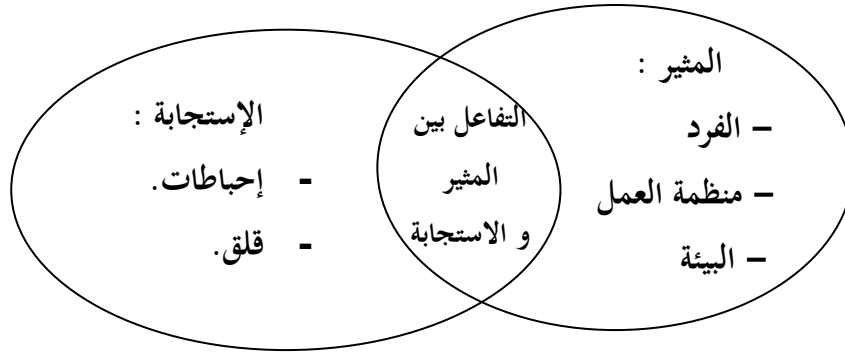 المثير :
– الفرد
– منظمة العمل
– البيئة
التفاعل بين
المثير
و الاستجابة
الإستجابة :
- إحباطات.
- قلق.